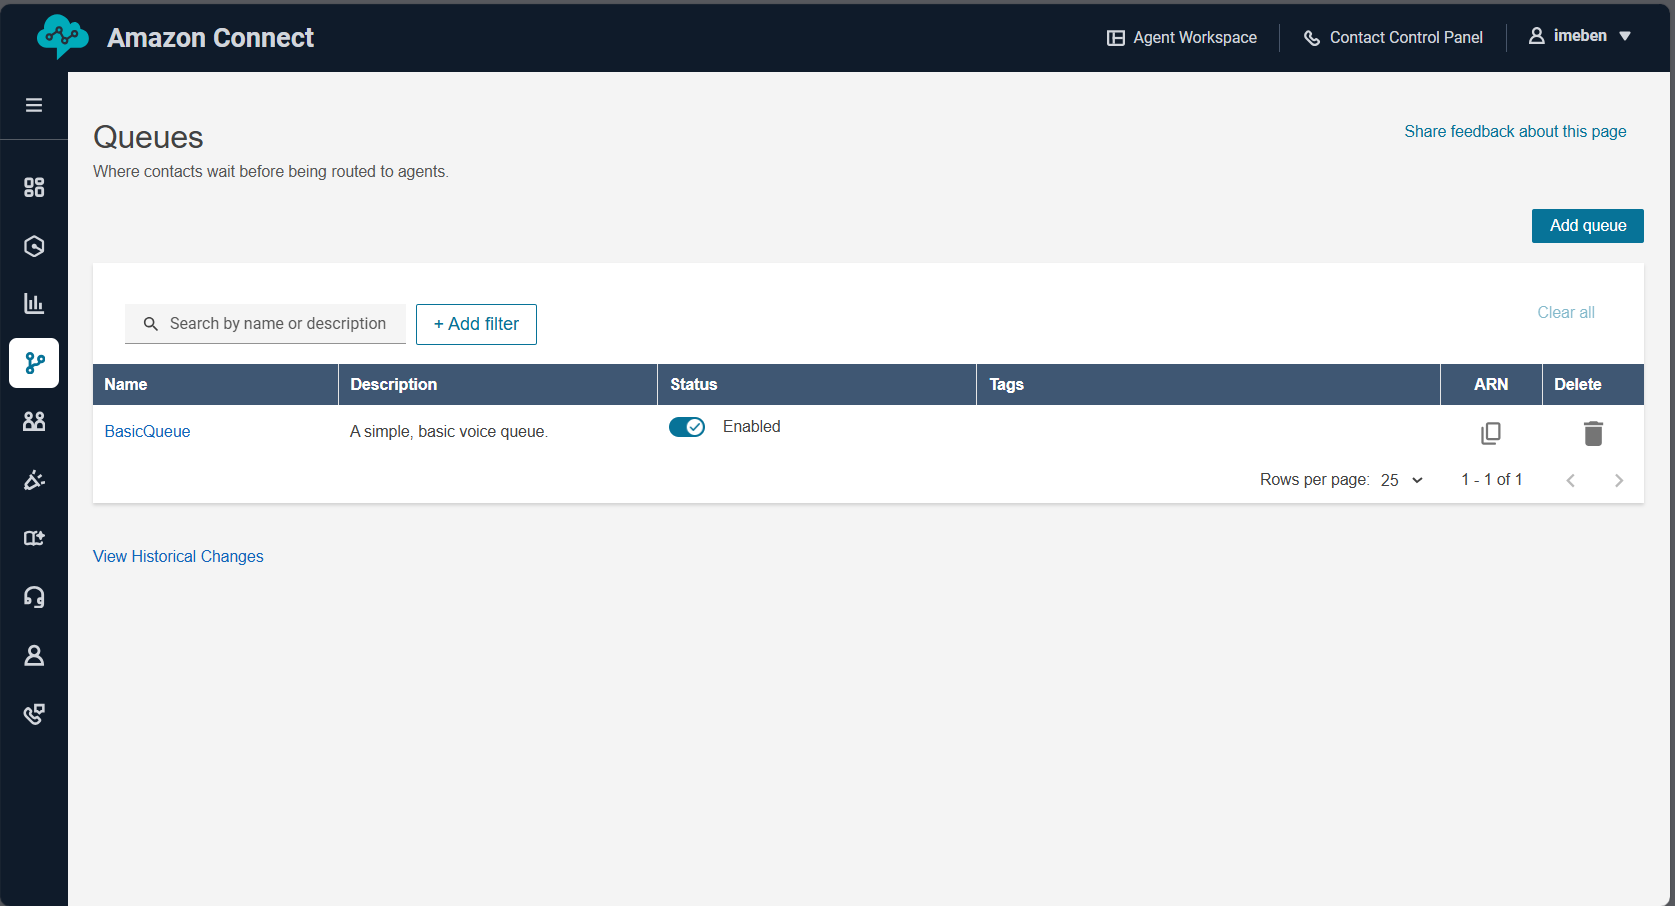 Amazon Connect
Agent Workspace
Contact Control Panel
imeben
Queues
Share feedback about this page
Where contacts wait before being routed to agents.
Add queue
Search by name or description
+ Add filter
Clear all
Name Description Status Tags ARN Delete
BasicQueue A simple, basic voice queue. Enabled
Rows per page: 25 1 - 1 of 1
View Historical Changes